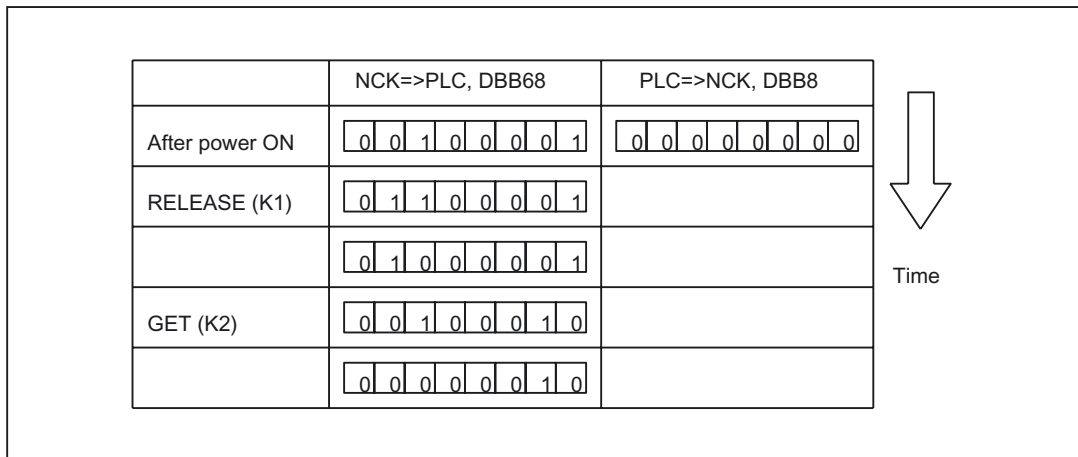 NCK=>PLC, DBB68 PLC=>NCK, DBB8
After power ON 0 0 1 0 0 0 0 1 0 0 0 0 0 0 0 0
RELEASE (K1) 0 1 1 0 0 0 0 1
0 1 0 0 0 0 0 1
Time
GET (K2) 0 0 1 0 0 0 1 0
0 0 0 0 0 0 1 0